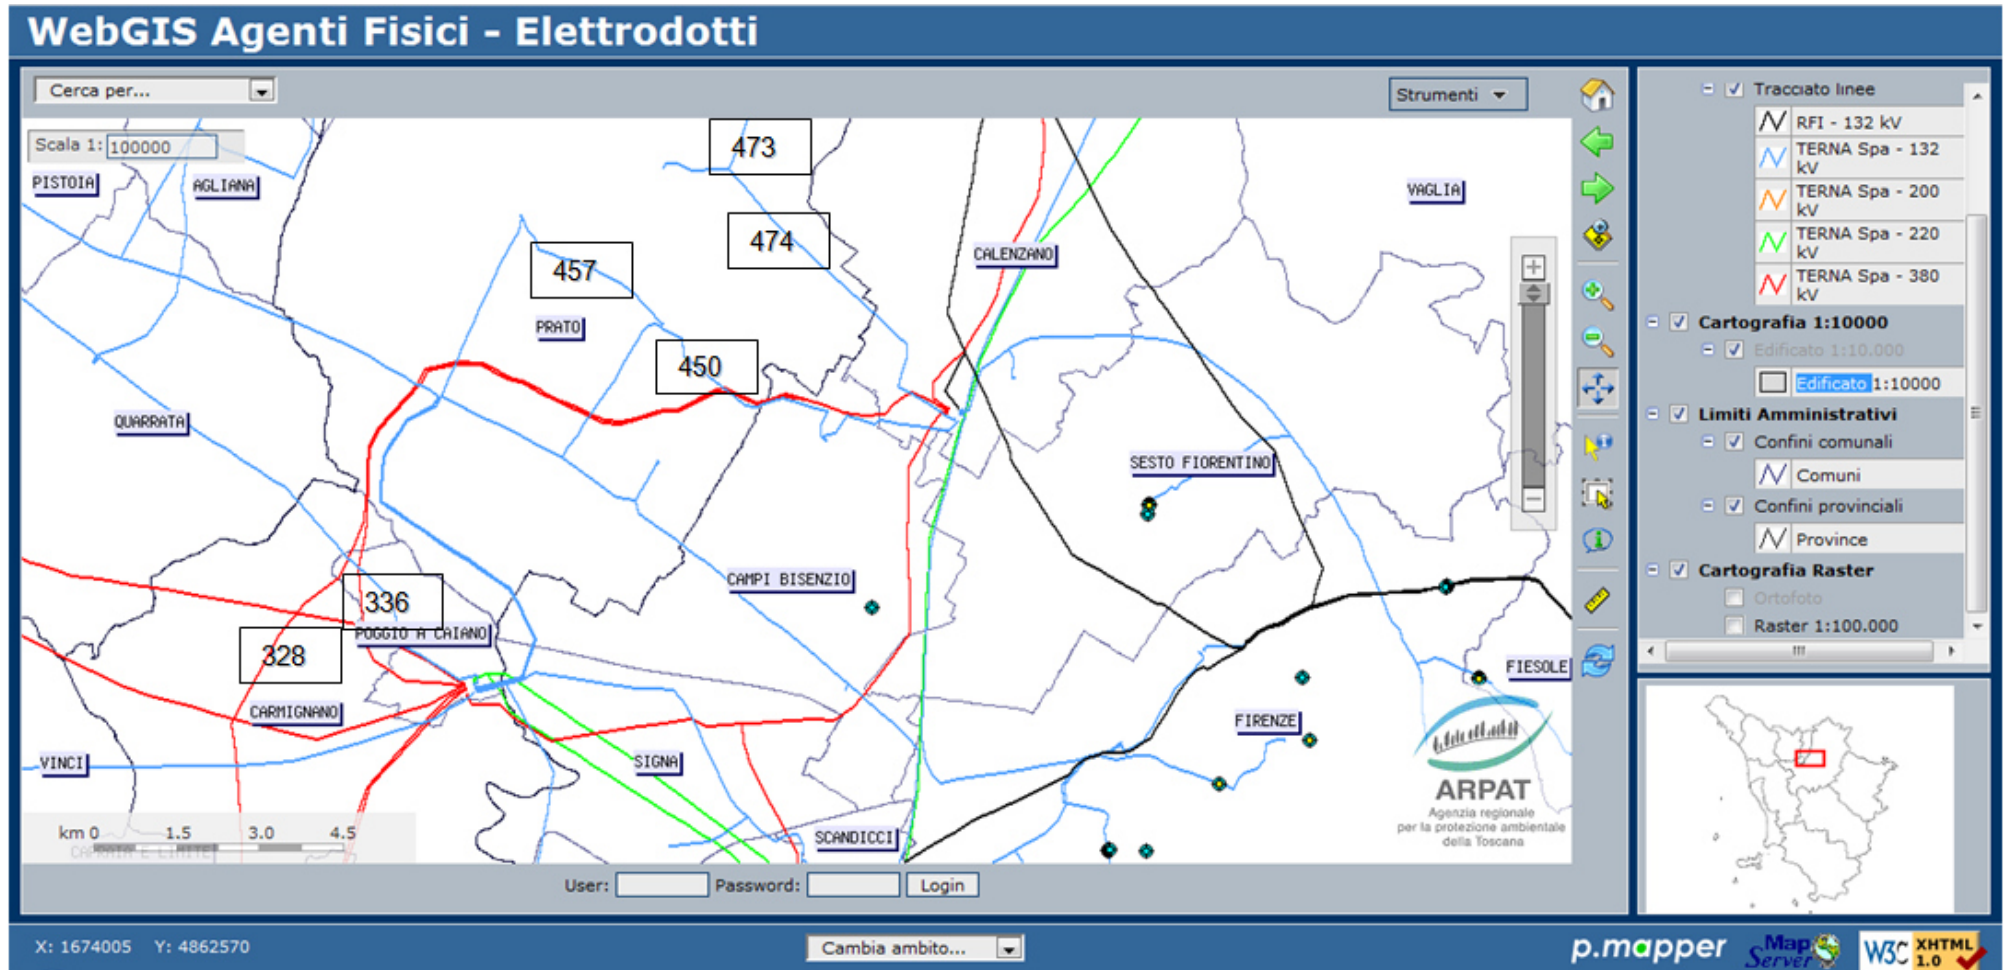 WebGIS Agenti Fisici - Elettrodotti
Cerca per...
Strumenti
Scala 1: 100000
PISTOIA
AGLIANA
473
VAGLIA
474
CALENZANO
457
PRATO
450
QUARRATA
SESTO FIORENTINO
CAMPI BISENZIO
336
POGGIO A CAIANO
328
FIESOLE
CARMIGNANO
FIRENZE
VINCI
SIGNA
SCANDICCI
km 0 1.5 3.0 4.5
CAPRAIA E LIMITE
ARPAT
Agenzia regionale
per la protezione ambientale
della Toscana
User:
Password:
Login
Tracciato linee
RFI - 132 kV
TERNA Spa - 132
kV
TERNA Spa - 200
kV
TERNA Spa - 220
kV
TERNA Spa - 380
kV
Cartografia 1:10000
Edificato 1:10.000
Edificato 1:10000
Limiti Amministrativi
Confini comunali
Comuni
Confini provinciali
Province
Cartografia Raster
Ortofoto
Raster 1:100.000
X: 1674005 Y: 4862570
Cambia ambito...
p.mapper
Map
Server
W3C XHTML
1.0